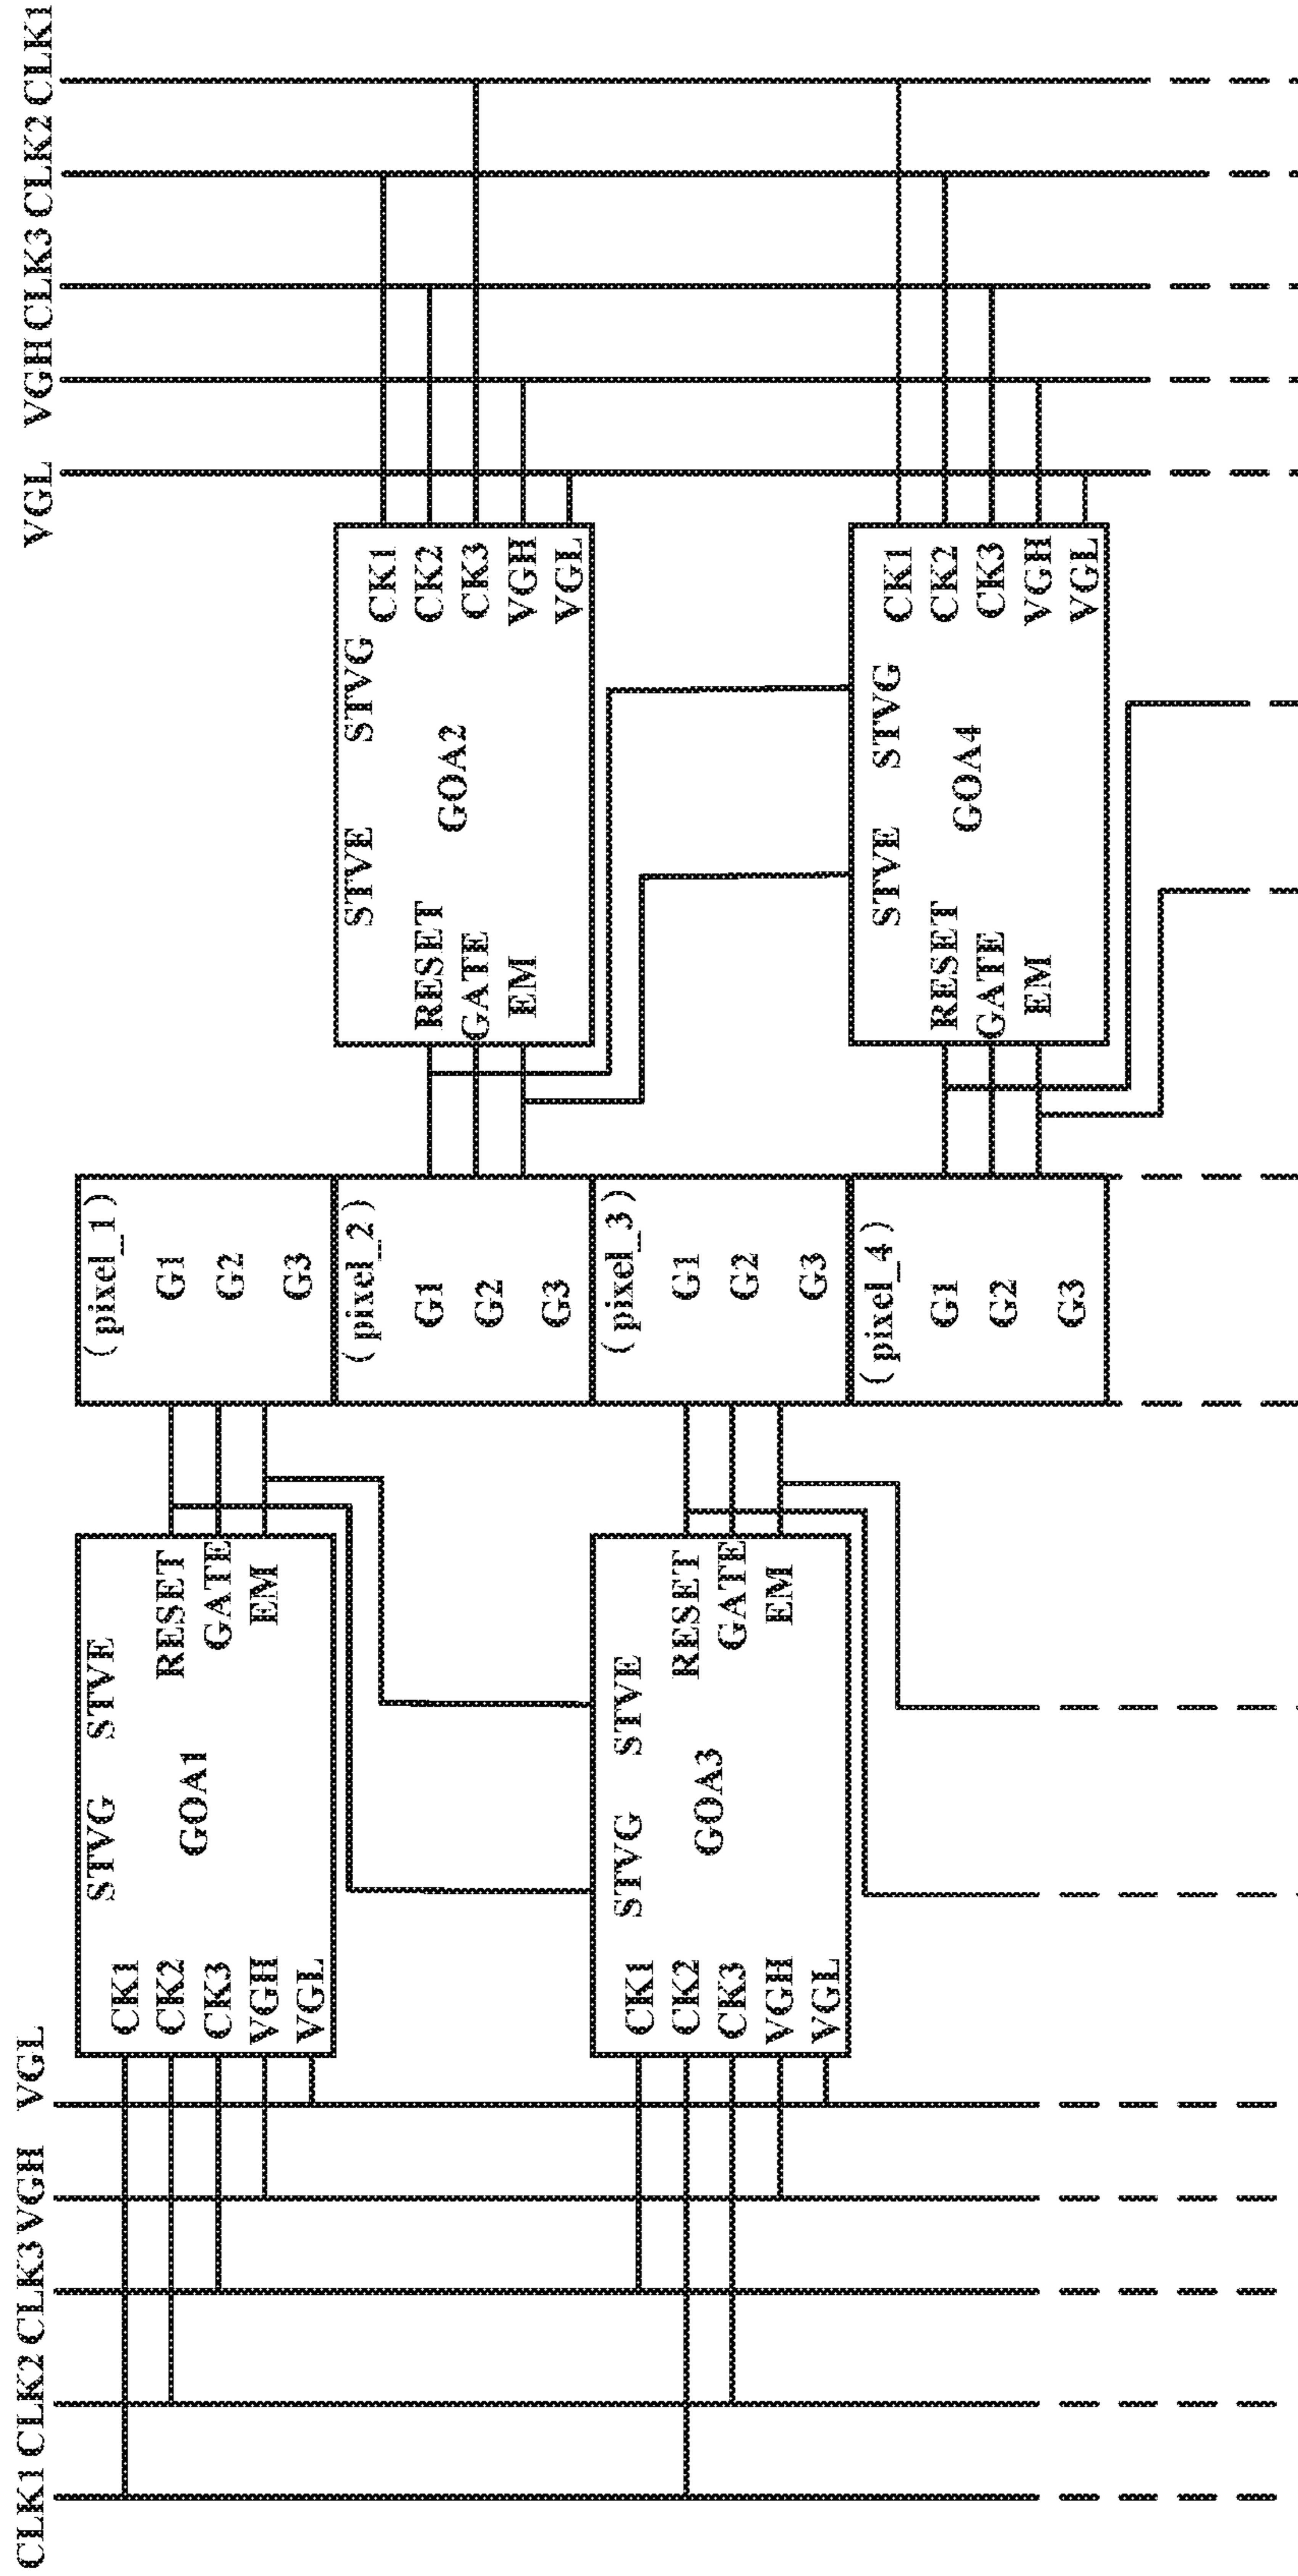 CLK1 CLK2 CLK3 VGH VGL
VGL VGH CLK3 CLK2 CLK1
STVG STVE
CK1
CK2
CK3
VGH
VGL
GOA1
RESET
GATE
EM
(pixel_1)
G1
G2
G3
(pixel_2)
G1
G2
G3
STVE STVG
RESET
GATE
EM
GOA2
CK1
CK2
CK3
VGH
VGL
STVG STVE
CK1
CK2
CK3
VGH
VGL
GOA3
RESET
GATE
EM
(pixel_3)
G1
G2
G3
(pixel_4)
G1
G2
G3
STVE STVG
RESET
GATE
EM
GOA4
CK1
CK2
CK3
VGH
VGL